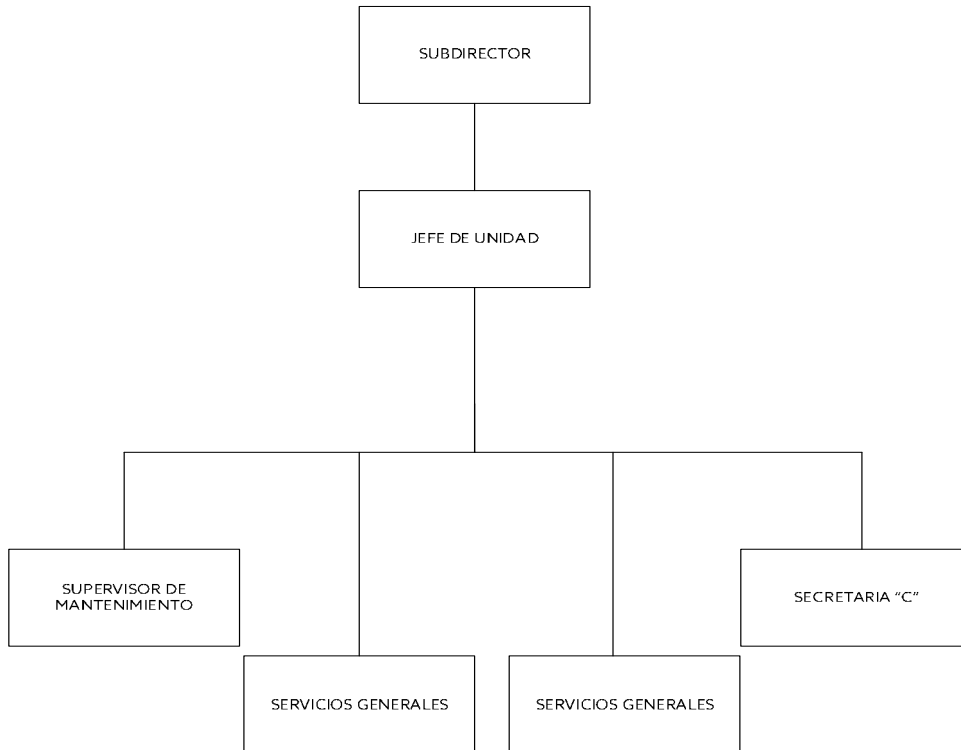 SUBDIRECTOR
JEFE DE UNIDAD
SUPERVISOR DE
MANTENIMIENTO
SECRETARIA “C”
SERVICIOS GENERALES
SERVICIOS GENERALES